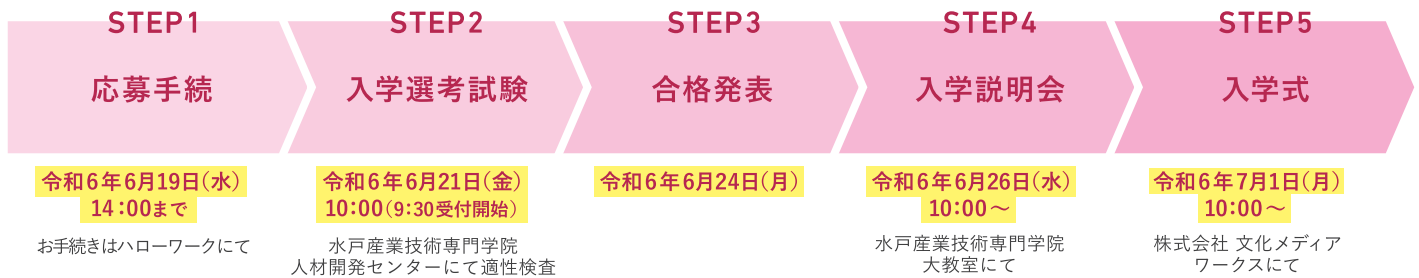 STEP1
応募手続
令和6年6月19日(水)
14:00まで
お手続きはハローワークにて
STEP2
入学選考試験
令和6年6月21日(金)
10:00(9:30受付開始)
水戸産業技術専門学院
人材開発センターにて適性検査
STEP3
合格発表
令和6年6月24日(月)
STEP4
入学説明会
令和6年6月26日(水)
10:00〜
水戸産業技術専門学院
大教室にて
STEP5
入学式
令和6年7月1日(月)
10:00〜
株式会社 文化メディア
ワークスにて